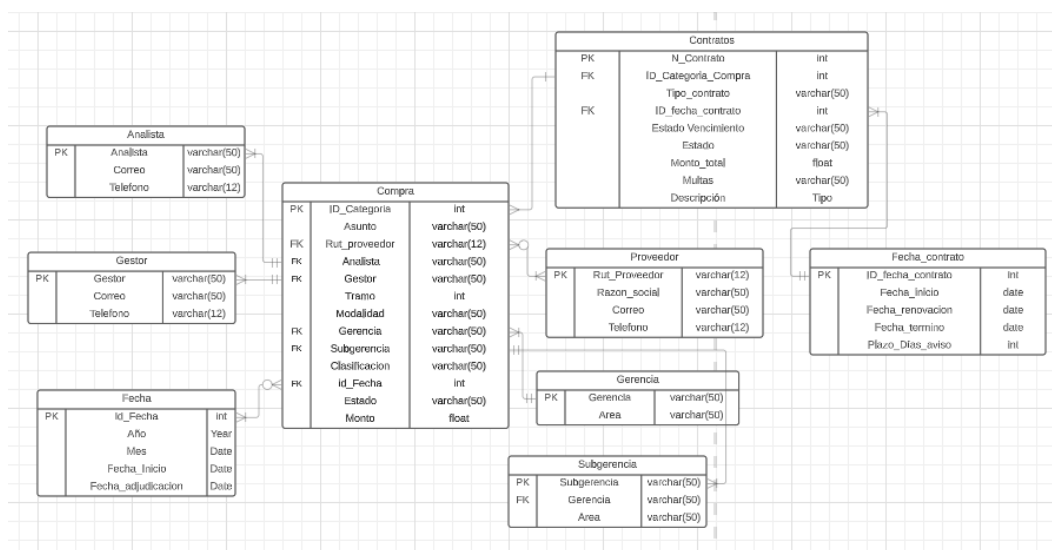 Contratos
PK N_Contrato int
FK ID_Categoria_Compra int
Tipo_contrato varchar(50)
FK ID_fecha_contrato int
Estado Vencimiento varchar(50)
Estado varchar(50)
Monto_total float
Multas varchar(50)
Descripción Tipo
Analista
PK Analista varchar(50)
Correo varchar(50)
Telefono varchar(12)
Compra
PK ID_Categoria int
Asunto varchar(50)
FK Rut_proveedor varchar(12)
FK Analista varchar(50)
FK Gestor varchar(50)
Tramo int
Modalidad varchar(50)
FK Gerencia varchar(50)
FK Subgerencia varchar(50)
Clasificacion varchar(50)
FK id_Fecha int
Estado varchar(50)
Monto float
Gestor
PK Gestor varchar(50)
Correo varchar(50)
Telefono varchar(12)
Proveedor
PK Rut_Proveedor varchar(12)
Razon_social varchar(50)
Correo varchar(50)
Telefono varchar(12)
Fecha_contrato
PK ID_fecha_contrato int
Fecha_inicio date
Fecha_renovacion date
Fecha_termino date
Plazo_Días_aviso int
Gerencia
PK Gerencia varchar(50)
Area varchar(50)
Fecha
PK Id_Fecha int
Año Year
Mes Date
Fecha_Inicio Date
Fecha_adjudicacion Date
Subgerencia
PK Subgerencia varchar(50)
FK Gerencia varchar(50)
Area varchar(50)